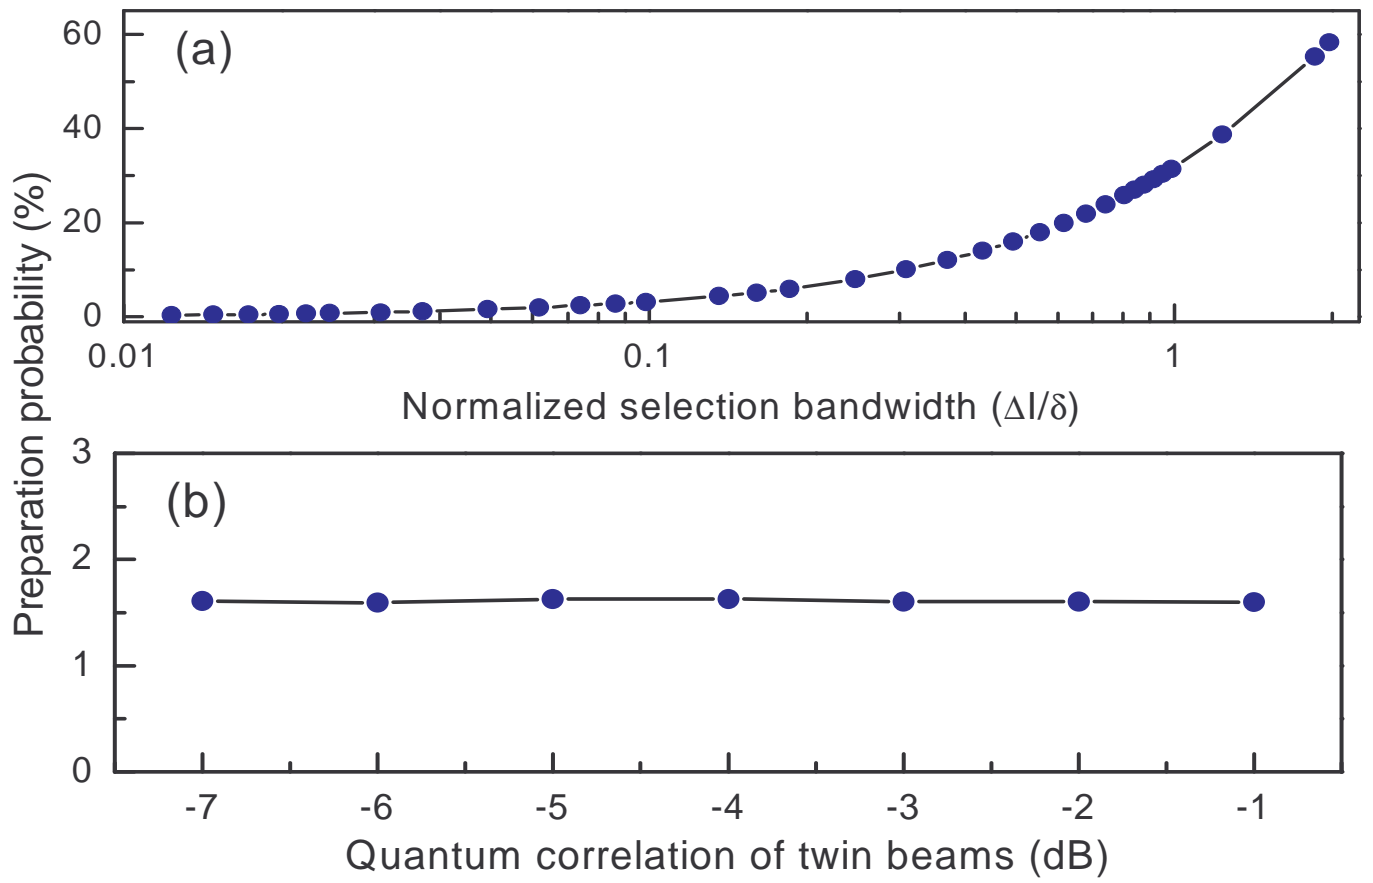 Preparation probability (%)
(a)
60
40
20
0
0.01 0.1 1
Normalized selection bandwidth (ΔI/δ)
(b)
3
2
1
0
-7 -6 -5 -4 -3 -2 -1
Quantum correlation of twin beams (dB)